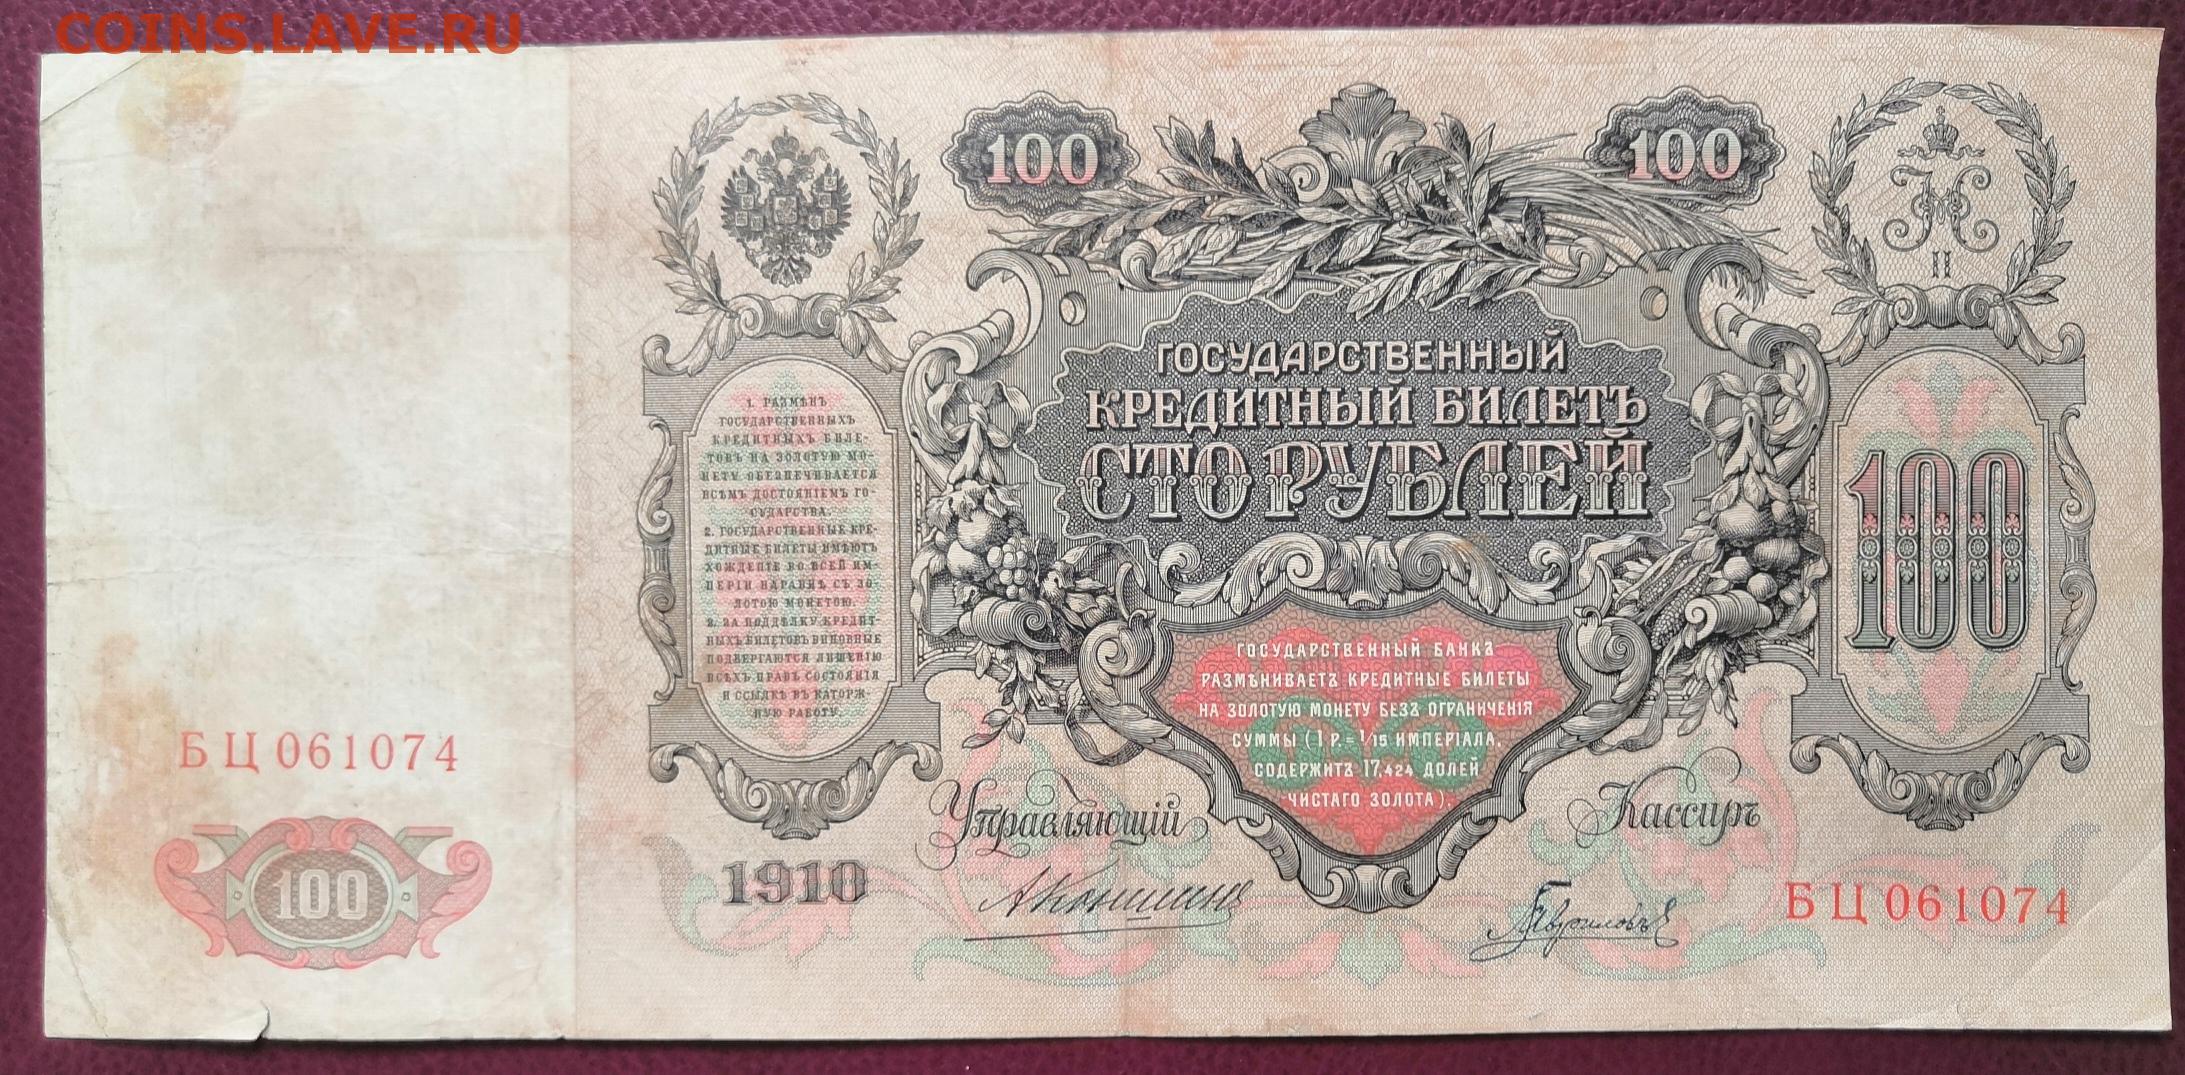 COINS.LAVE.RU
100
100
II
ГОСУДАРСТВЕННЫЙ
КРЕДИТНЫЙ БИЛЕТЪ
СТО РУБЛЕЙ
1. РАЗМѢНЪ
ГОСУДАРСТВЕННЫХЪ
КРЕДИТНЫХЪ БИЛЕ-
ТОВЪ НА ЗОЛОТУЮ МО-
НЕТУ ОБЕЗПЕЧИВАЕТСЯ
ВСѢМЪ ДОСТОЯНІЕМЪ ГО-
СУДАРСТВА.
2. ГОСУДАРСТВЕННЫЕ КРЕ-
ДИТНЫЕ БИЛЕТЫ ИМѢЮТЪ
ХОЖДЕНІЕ ВО ВСЕЙ ИМ-
ПЕРІИ НАРАВНѢ СЪ ЗО-
ЛОТОЮ МОНЕТОЮ.
3. ЗА ПОДДѢЛКУ КРЕДИТ-
НЫХЪ БИЛЕТОВЪ ВИНОВНЫЕ
ПОДВЕРГАЮТСЯ ЛИШЕНІЮ
ВСѢХЪ ПРАВЪ СОСТОЯНІЯ
И ССЫЛКѢ ВЪ КАТОРЖ-
НУЮ РАБОТУ.
100
ГОСУДАРСТВЕННЫЙ БАНКЪ
РАЗМѢНИВАЕТЪ КРЕДИТНЫЕ БИЛЕТЫ
НА ЗОЛОТУЮ МОНЕТУ БЕЗЪ ОГРАНИЧЕНІЯ
СУММЫ (1 Р. = 1/15 ИМПЕРІАЛА,
СОДЕРЖИТЪ 17,424 ДОЛЕЙ
ЧИСТАГО ЗОЛОТА).
БЦ 061074
100
Управляющій
Кассиръ
1910
АКоншинъ
Гавриловъ
БЦ 061074